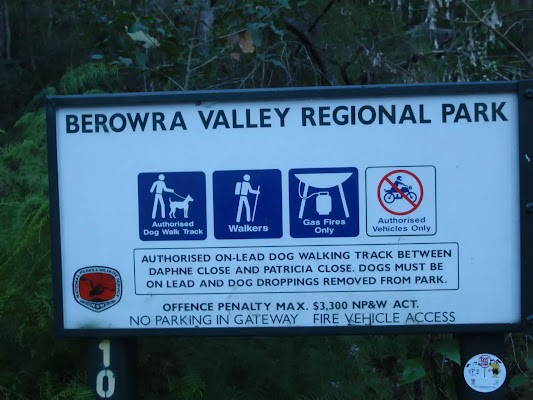 BEROWRA VALLEY REGIONAL PARK
Authorised
Dog Walk Track
Walkers
Gas Fires
Only
Authorised
Vehicles Only
AUTHORISED ON-LEAD DOG WALKING TRACK BETWEEN
DAPHNE CLOSE AND PATRICIA CLOSE. DOGS MUST BE
ON LEAD AND DOG DROPPINGS REMOVED FROM PARK.
OFFENCE PENALTY MAX. $3,300 NP&W ACT.
NO PARKING IN GATEWAY FIRE VEHICLE ACCESS
10